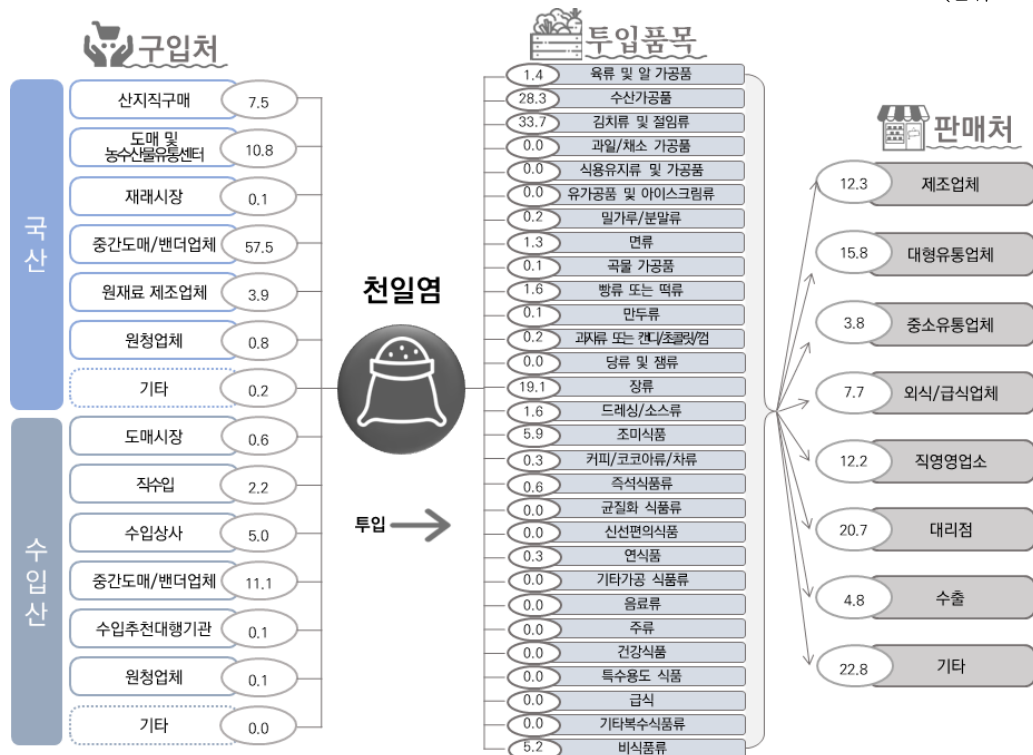 구입처
국산
산지직구매 7.5
도매 및
농수산물유통센터 10.8
재래시장 0.1
중간도매/밴더업체 57.5
원재료 제조업체 3.9
원청업체 0.8
기타 0.2
수입산
도매시장 0.6
직수입 2.2
수입상사 5.0
중간도매/밴더업체 11.1
수입추천대행기관 0.1
원청업체 0.1
기타 0.0
천일염
투입
투입품목
1.4 육류 및 알 가공품
28.3 수산가공품
33.7 김치류 및 절임류
0.0 과일/채소 가공품
0.0 식용유지류 및 가공품
0.0 유가공품 및 아이스크림류
0.2 밀가루/분말류
1.3 면류
0.1 곡물 가공품
1.6 빵류 또는 떡류
0.1 만두류
0.2 과자류 또는 캔디/초콜릿/껌
0.0 당류 및 잼류
19.1 장류
1.6 드레싱/소스류
5.9 조미식품
0.3 커피/코코아류/차류
0.6 즉석식품류
0.0 균질화 식품류
0.0 신선편의식품
0.3 연식품
0.0 기타가공 식품류
0.0 음료류
0.0 주류
0.0 건강식품
0.0 특수용도 식품
0.0 급식
0.0 기타복수식품류
5.2 비식품류
판매처
12.3 제조업체
15.8 대형유통업체
3.8 중소유통업체
7.7 외식/급식업체
12.2 직영영업소
20.7 대리점
4.8 수출
22.8 기타